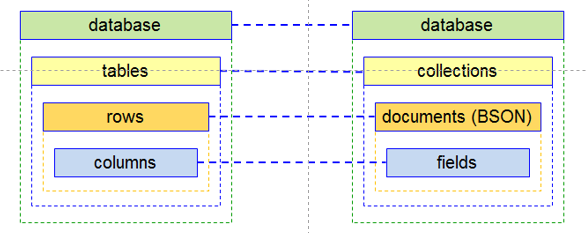 database
database
tables
collections
rows
documents (BSON)
columns
fields